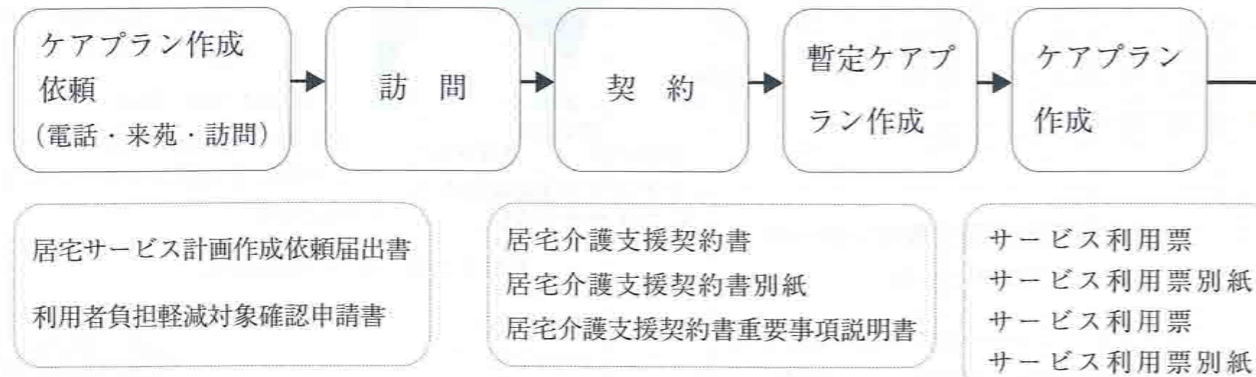 ケアプラン作成
依頼
(電話・来苑・訪問)
訪 問
契 約
暫定ケアプ
ラン作成
ケアプラン
作成
居宅サービス計画作成依頼届出書
利用者負担軽減対象確認申請書
居宅介護支援契約書
居宅介護支援契約書別紙
居宅介護支援契約書重要事項説明書
サービス利用票
サービス利用票別紙
サービス利用票
サービス利用票別紙